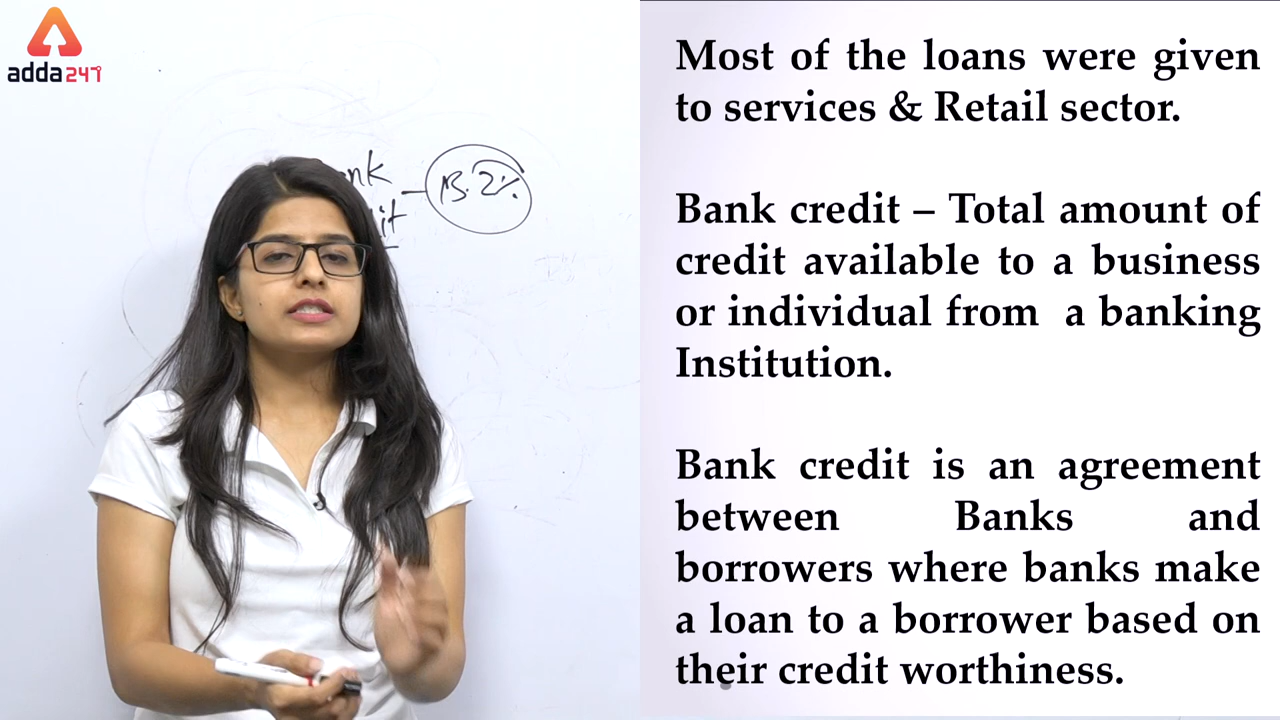 adda247
Most of the loans were given
to services & Retail sector.
Bank credit – Total amount of
credit available to a business
or individual from a banking
Institution.
Bank credit is an agreement
between Banks and
borrowers where banks make
a loan to a borrower based on
their credit worthiness.